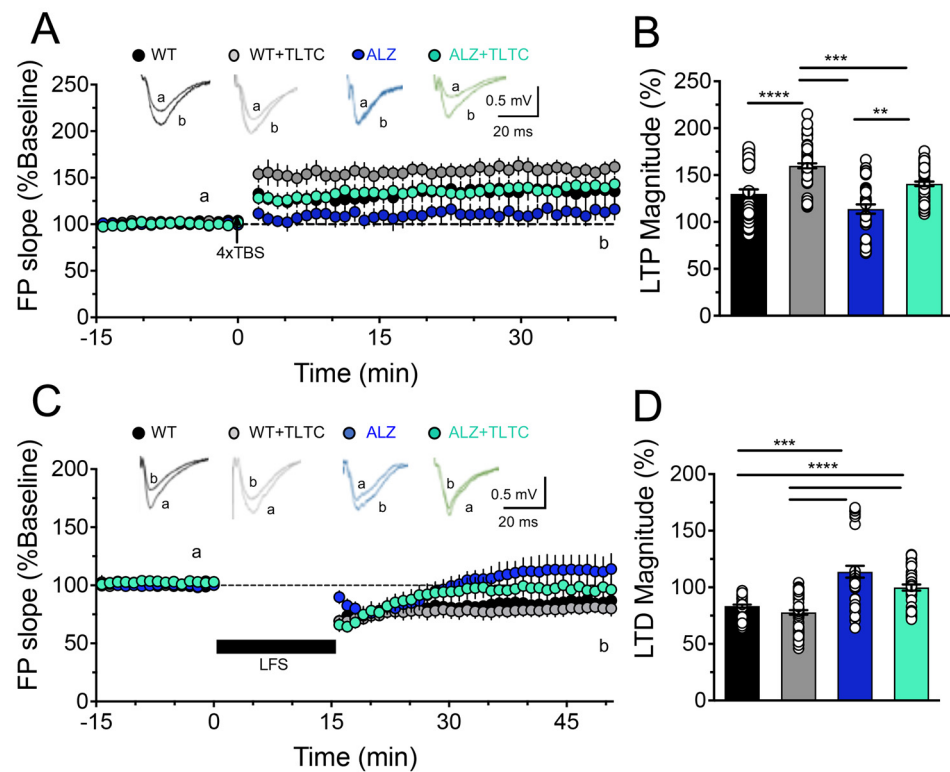 A
WT
WT+TLTC
ALZ
ALZ+TLTC
a
b
a
b
a
b
a
b
0.5 mV
20 ms
FP slope (%Baseline)
250
200
150
100
50
0
a
4xTBS
b
-15
0
15
30
Time (min)
B
LTP Magnitude (%)
250
200
150
100
50
0
****
***
**
C
WT
WT+TLTC
ALZ
ALZ+TLTC
b
a
b
a
a
b
b
a
0.5 mV
20 ms
FP slope (%Baseline)
200
150
100
50
0
a
LFS
b
-15
0
15
30
45
Time (min)
D
LTD Magnitude (%)
200
150
100
50
0
***
****